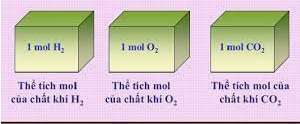 1 mol H₂ 1 mol O₂ 1 mol CO₂
Thể tích mol Thể tích mol Thể tích mol của
của chất khí H₂ của chất khí O₂ chất khí CO₂